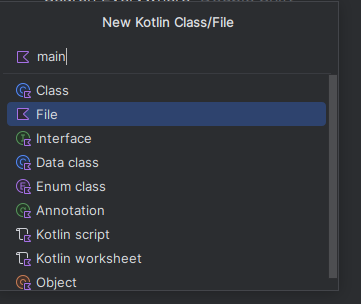 New Kotlin Class/File
main
Class
File
Interface
Data class
Enum class
Annotation
Kotlin script
Kotlin worksheet
Object